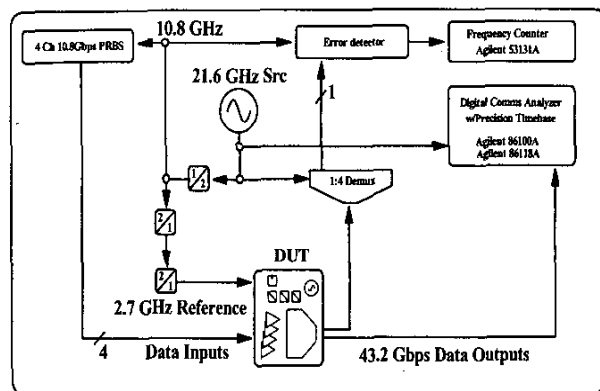 4 Ch 10.8Gbps PRBS
10.8 GHz
Error detector
Frequency Counter
Agilent 53131A
21.6 GHz Src
1
Digital Comms Analyzer
w/Precision Timebase
Agilent 86100A
Agilent 86118A
1/2
1:4 Demux
2/1
2/1
DUT
2.7 GHz Reference
4
Data Inputs
43.2 Gbps Data Outputs